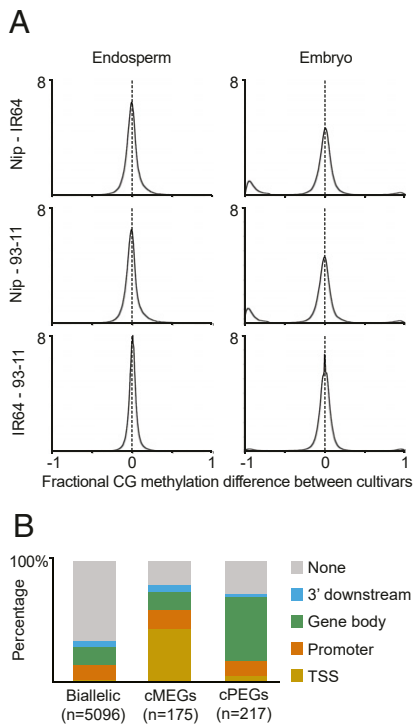 A
Endosperm
Embryo
Nip - IR64
8
8
Nip - 93-11
8
8
IR64 - 93-11
8
8
-1
0
1
-1
0
1
Fractional CG methylation difference between cultivars
B
100%
Percentage
None
3' downstream
Gene body
Promoter
TSS
Biallelic
(n=5096)
cMEGs
(n=175)
cPEGs
(n=217)